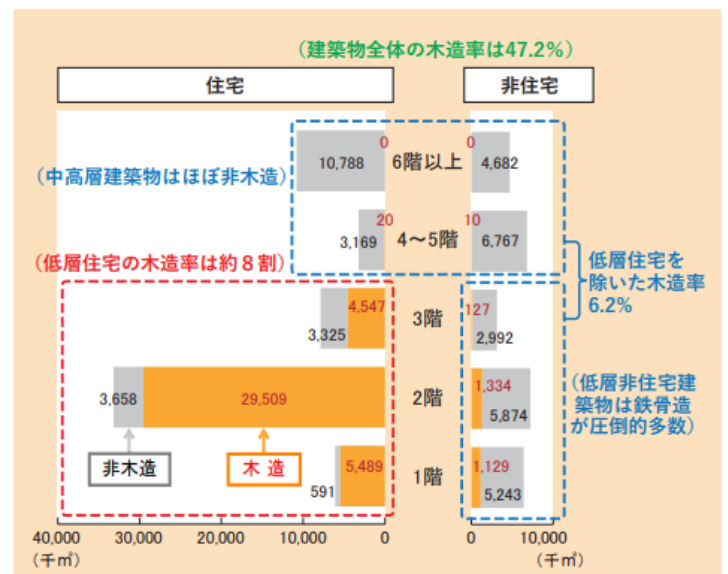 (建築物全体の木造率は47.2%)
住宅
非住宅
(中高層建築物はほぼ非木造)
0
10,788
6階以上
0
4,682
20
3,169
4〜5階
10
6,767
(低層住宅の木造率は約8割)
低層住宅を
除いた木造率
6.2%
4,547
3,325
3階
127
2,992
3,658
29,509
2階
1,334
5,874
(低層非住宅建
築物は鉄骨造
が圧倒的多数)
非木造
木造
5,489
591
1階
1,129
5,243
40,000
30,000
20,000
10,000
0
0
10,000
(千㎡)
(千㎡)